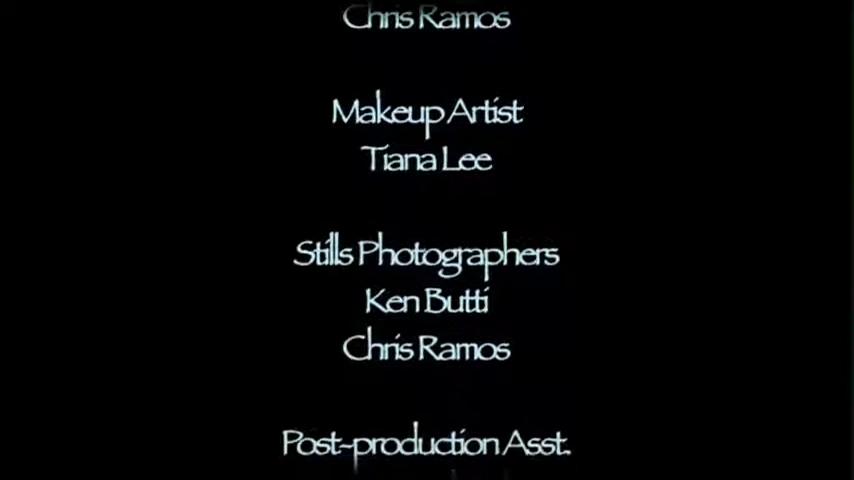 Chris Ramos
Makeup Artist
Tiana Lee
Stills Photographers
Ken Butti
Chris Ramos
Post-production Asst.